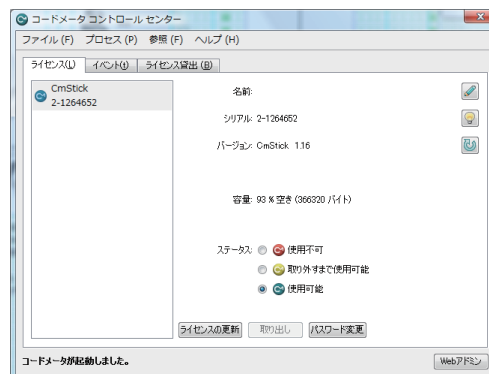 コードメータ コントロール センター
ファイル (F) プロセス (P) 参照 (F) ヘルプ (H)
ライセンス(L) イベント(I) ライセンス貸出 (B)
CmStick
2-1264652
名前:
シリアル: 2-1264652
バージョン: CmStick 1.16
容量: 93 % 空き (366320 バイト)
ステータス: 使用不可
取り外すまで使用可能
使用可能
ライセンスの更新 取り出し パスワード変更
コードメータが起動しました。 Webアドミン